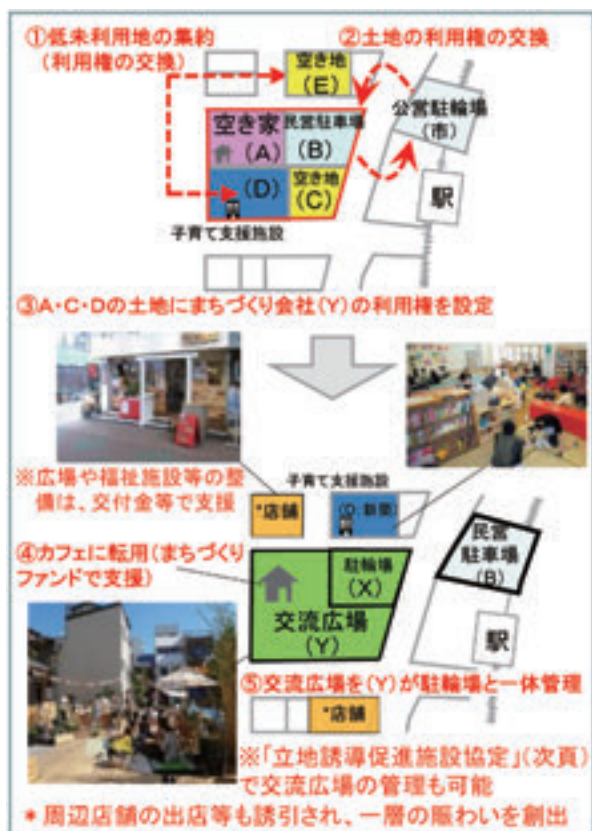 ①低未利用地の集約
(利用権の交換)
②土地の利用権の交換
空き地
(E)
公営駐輪場
(市)
空き家
(A)
民営駐車場
(B)
(D)
空き地
(C)
駅
子育て支援施設
③A・C・Dの土地にまちづくり会社(Y)の利用権を設定
※広場や福祉施設等の整
備は、交付金等で支援
子育て支援施設
*店舗
(D:新築)
④カフェに転用(まちづくり
ファンドで支援)
駐輪場
(X)
民営
駐車場
(B)
交流広場
(Y)
駅
⑤交流広場を(Y)が駐輪場と一体管理
*店舗
※「立地誘導促進施設協定」(次頁)
で交流広場の管理も可能
* 周辺店舗の出店等も誘引され、一層の賑わいを創出